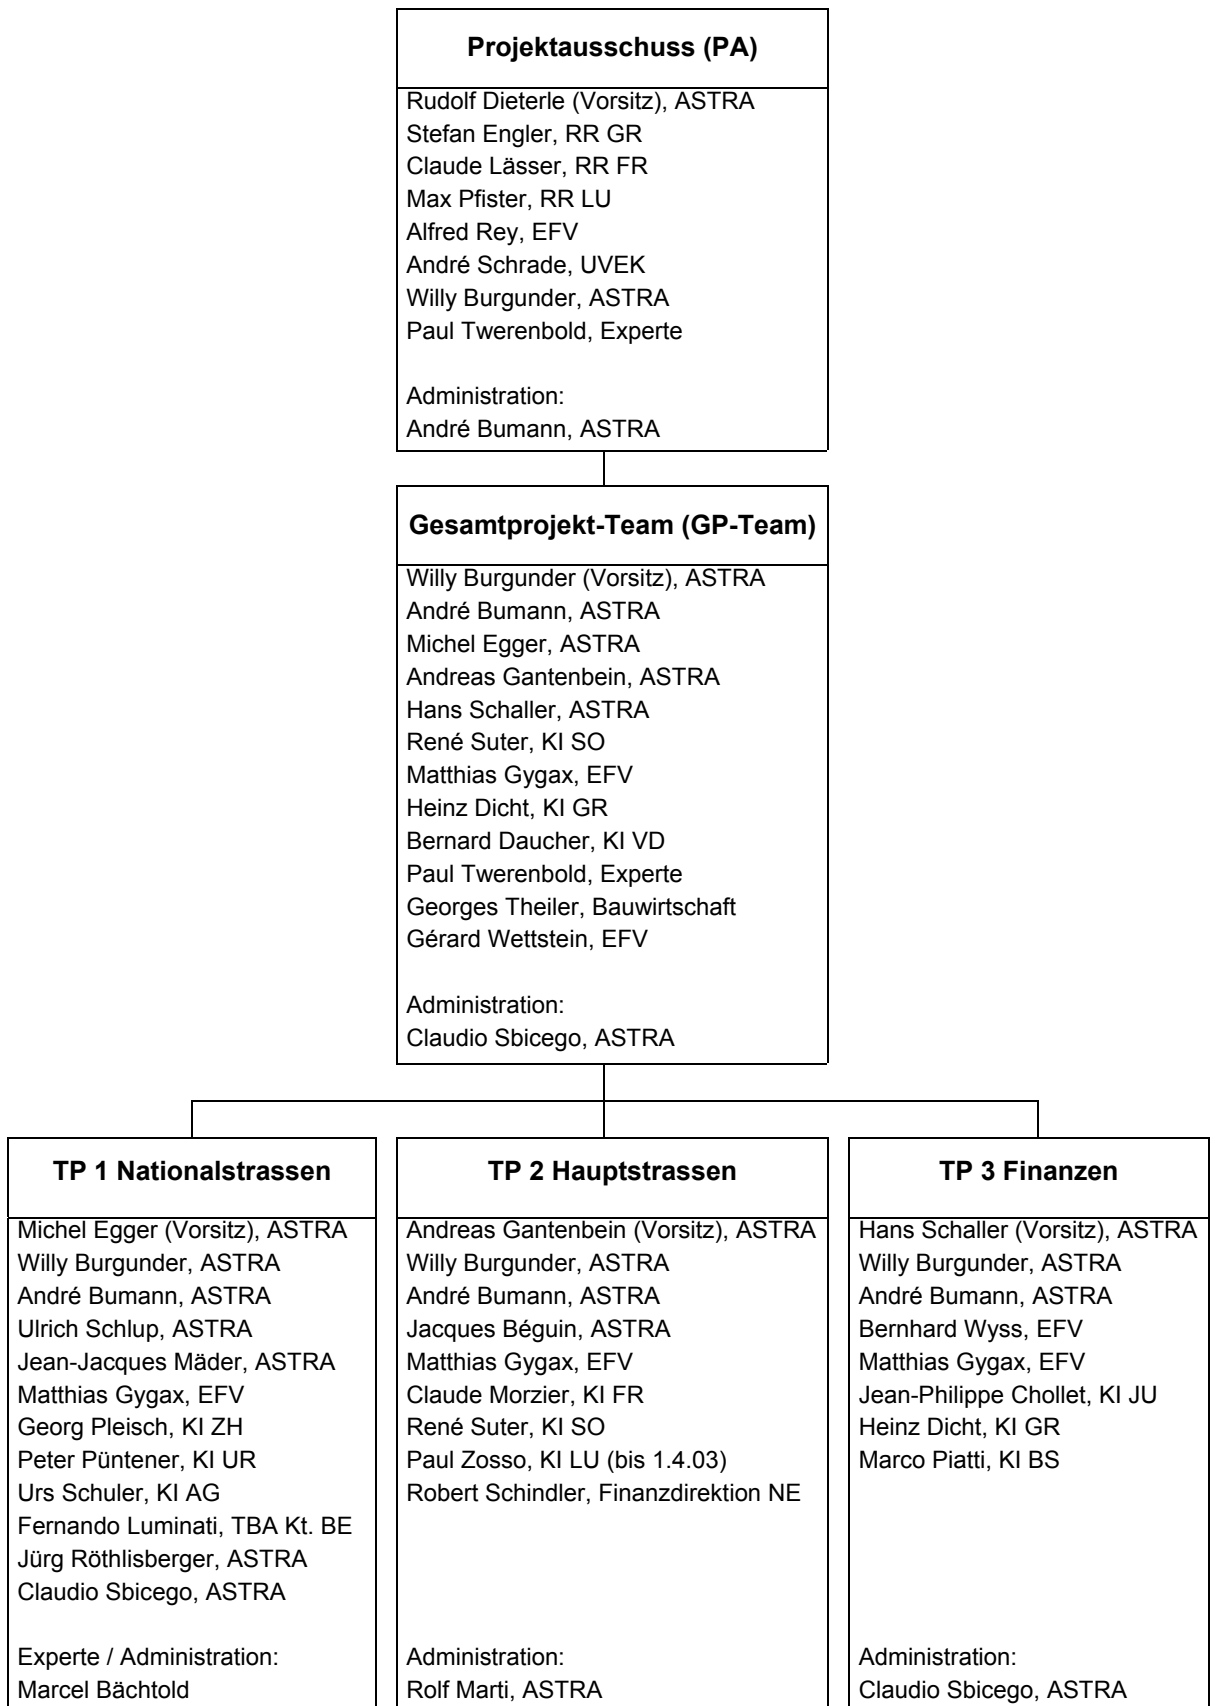 Projektausschuss (PA)
Rudolf Dieterle (Vorsitz), ASTRA
Stefan Engler, RR GR
Claude Lässer, RR FR
Max Pfister, RR LU
Alfred Rey, EFV
André Schrade, UVEK
Willy Burgunder, ASTRA
Paul Twerenbold, Experte
Administration:
André Bumann, ASTRA
Gesamtprojekt-Team (GP-Team)
Willy Burgunder (Vorsitz), ASTRA
André Bumann, ASTRA
Michel Egger, ASTRA
Andreas Gantenbein, ASTRA
Hans Schaller, ASTRA
René Suter, KI SO
Matthias Gygax, EFV
Heinz Dicht, KI GR
Bernard Daucher, KI VD
Paul Twerenbold, Experte
Georges Theiler, Bauwirtschaft
Gérard Wettstein, EFV
Administration:
Claudio Sbicego, ASTRA
TP 1 Nationalstrassen
Michel Egger (Vorsitz), ASTRA
Willy Burgunder, ASTRA
André Bumann, ASTRA
Ulrich Schlup, ASTRA
Jean-Jacques Mäder, ASTRA
Matthias Gygax, EFV
Georg Pleisch, KI ZH
Peter Püntener, KI UR
Urs Schuler, KI AG
Fernando Luminati, TBA Kt. BE
Jürg Röthlisberger, ASTRA
Claudio Sbicego, ASTRA
Experte / Administration:
Marcel Bächtold
TP 2 Hauptstrassen
Andreas Gantenbein (Vorsitz), ASTRA
Willy Burgunder, ASTRA
André Bumann, ASTRA
Jacques Béguin, ASTRA
Matthias Gygax, EFV
Claude Morzier, KI FR
René Suter, KI SO
Paul Zosso, KI LU (bis 1.4.03)
Robert Schindler, Finanzdirektion NE
Administration:
Rolf Marti, ASTRA
TP 3 Finanzen
Hans Schaller (Vorsitz), ASTRA
Willy Burgunder, ASTRA
André Bumann, ASTRA
Bernhard Wyss, EFV
Matthias Gygax, EFV
Jean-Philippe Chollet, KI JU
Heinz Dicht, KI GR
Marco Piatti, KI BS
Administration:
Claudio Sbicego, ASTRA